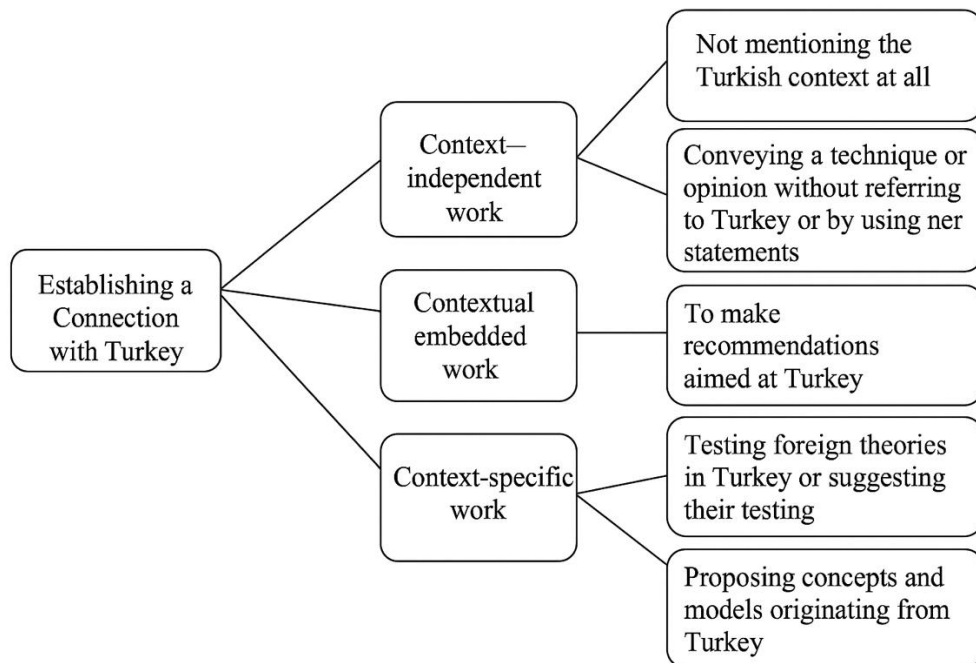 Establishing a
Connection
with Turkey
Context—
independent
work
Contextual
embedded work
Context-specific
work
Not mentioning the
Turkish context at all
Conveying a technique or
opinion without referring
to Turkey or by using ner
statements
To make
recommendations
aimed at Turkey
Testing foreign theories
in Turkey or suggesting
their testing
Proposing concepts and
models originating from
Turkey